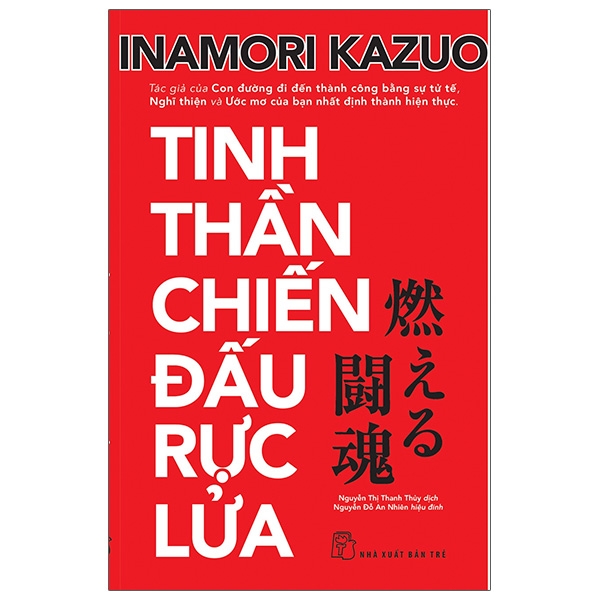 INAMORI KAZUO
Tác giả của Con đường đi đến thành công bằng sự tử tế,
Nghĩ thiện và Ước mơ của bạn nhất định thành hiện thực.
TINH
THẦN
CHIẾN
ĐẤU
RỰC
LỬA
燃える
闘魂
Nguyễn Thị Thanh Thúy dịch
Nguyễn Đỗ An Nhiên hiệu đính
NHÀ XUẤT BẢN TRẺ